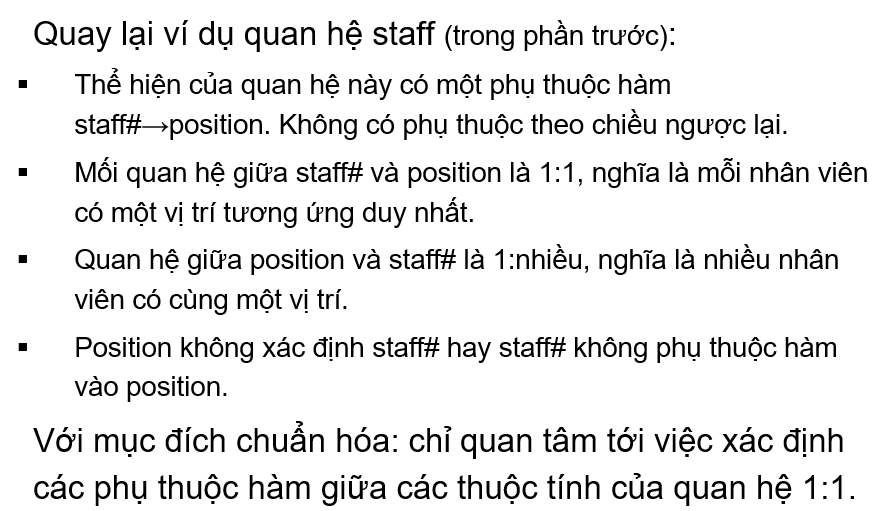 Quay lại ví dụ quan hệ staff (trong phần trước):
▪ Thể hiện của quan hệ này có một phụ thuộc hàm
staff#→position. Không có phụ thuộc theo chiều ngược lại.
▪ Mối quan hệ giữa staff# và position là 1:1, nghĩa là mỗi nhân viên
có một vị trí tương ứng duy nhất.
▪ Quan hệ giữa position và staff# là 1:nhiều, nghĩa là nhiều nhân
viên có cùng một vị trí.
▪ Position không xác định staff# hay staff# không phụ thuộc hàm
vào position.
Với mục đích chuẩn hóa: chỉ quan tâm tới việc xác định
các phụ thuộc hàm giữa các thuộc tính của quan hệ 1:1.